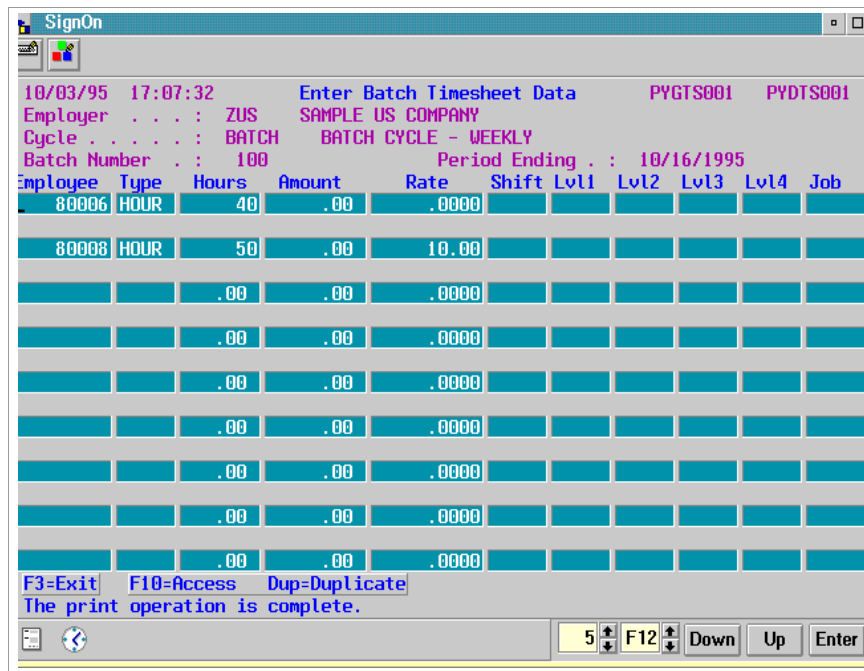 SignOn
10/03/95 17:07:32 Enter Batch Timesheet Data PYGTS001 PYDTS001
Employer . . . : ZUS SAMPLE US COMPANY
Cycle . . . . . : BATCH BATCH CYCLE - WEEKLY
Batch Number . : 100 Period Ending . : 10/16/1995
Employee Type Hours Amount Rate Shift Lvl1 Lvl2 Lvl3 Lvl4 Job
80006 HOUR 40 .00 .0000
80008 HOUR 50 .00 10.00
.00 .00 .0000
.00 .00 .0000
.00 .00 .0000
.00 .00 .0000
.00 .00 .0000
.00 .00 .0000
.00 .00 .0000
F3=Exit F10=Access Dup=Duplicate
The print operation is complete.
5 F12 Down Up Enter